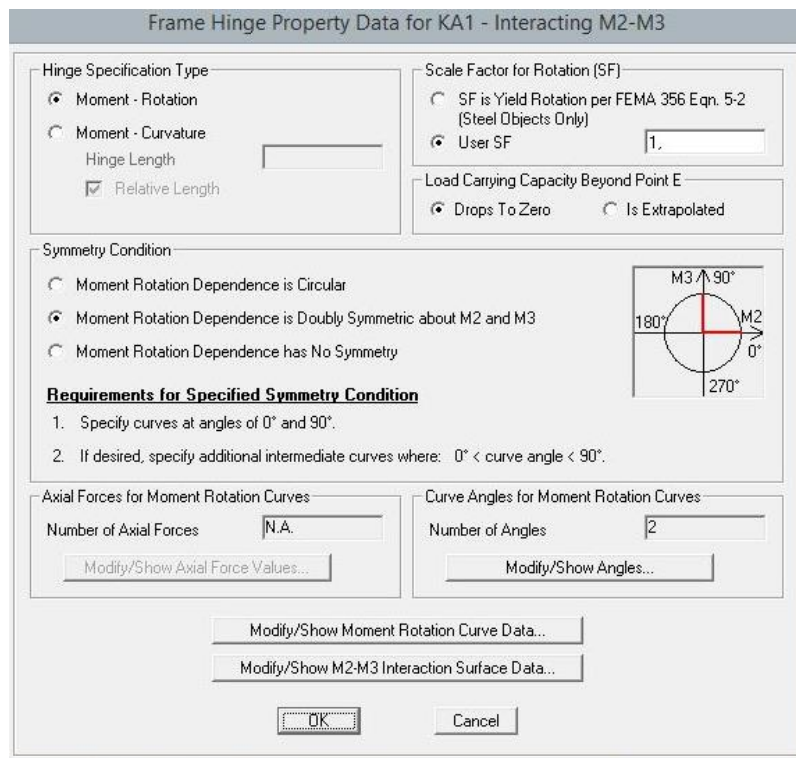 Frame Hinge Property Data for KA1 - Interacting M2-M3
Hinge Specification Type
Moment - Rotation
Moment - Curvature
Hinge Length
Relative Length
Scale Factor for Rotation (SF)
SF is Yield Rotation per FEMA 356 Eqn. 5-2
(Steel Objects Only)
User SF
1,
Load Carrying Capacity Beyond Point E
Drops To Zero
Is Extrapolated
Symmetry Condition
Moment Rotation Dependence is Circular
Moment Rotation Dependence is Doubly Symmetric about M2 and M3
Moment Rotation Dependence has No Symmetry
Requirements for Specified Symmetry Condition
1. Specify curves at angles of 0° and 90°.
2. If desired, specify additional intermediate curves where: 0° < curve angle < 90°.
M3 90°
180°
M2
0°
270°
Axial Forces for Moment Rotation Curves
Number of Axial Forces
N.A.
Modify/Show Axial Force Values...
Curve Angles for Moment Rotation Curves
Number of Angles
2
Modify/Show Angles...
Modify/Show Moment Rotation Curve Data...
Modify/Show M2-M3 Interaction Surface Data...
OK
Cancel